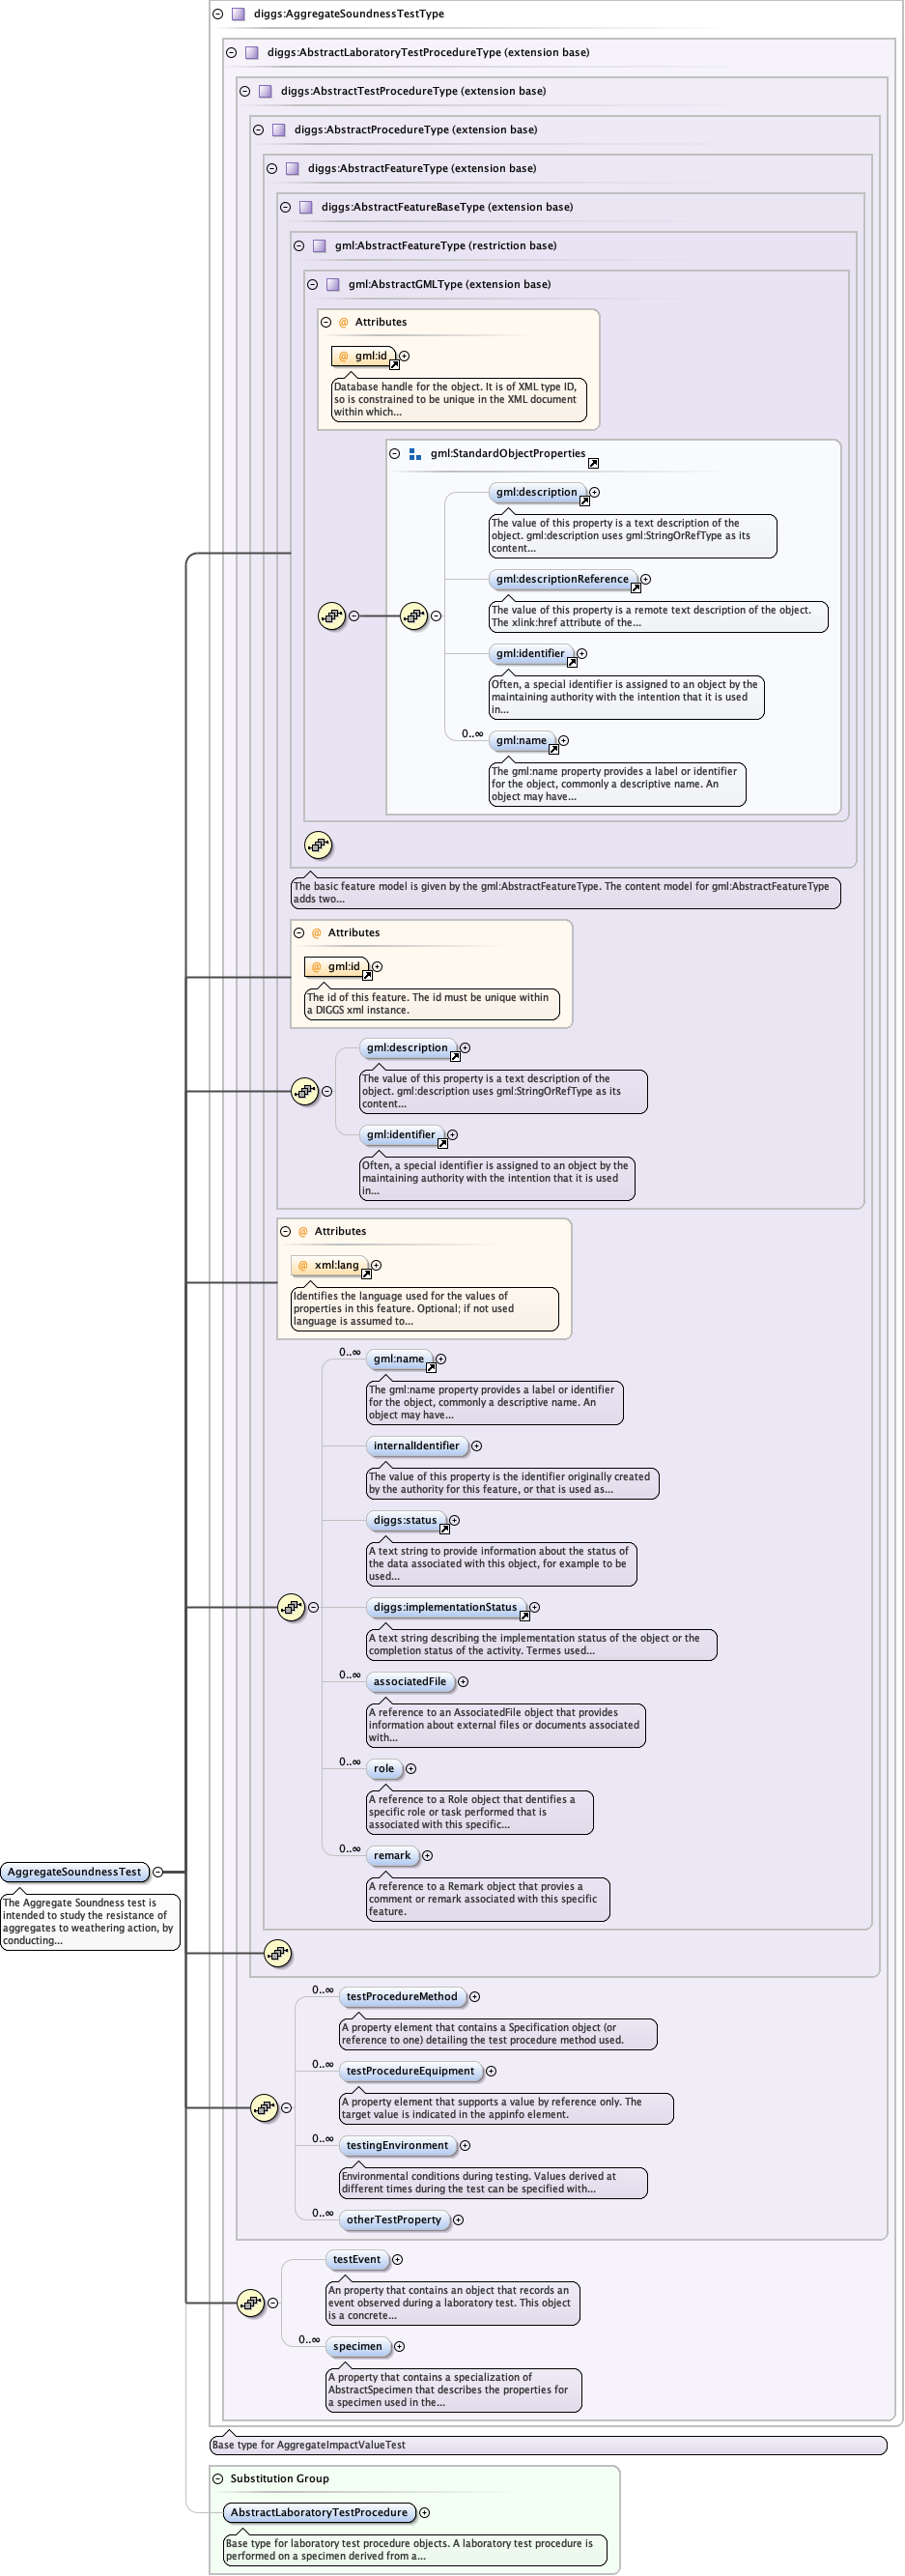 diggs:AggregateSoundnessTestType
diggs:AbstractLaboratoryTestProcedureType (extension base)
diggs:AbstractTestProcedureType (extension base)
diggs:AbstractProcedureType (extension base)
diggs:AbstractFeatureType (extension base)
diggs:AbstractFeatureBaseType (extension base)
gml:AbstractFeatureType (restriction base)
gml:AbstractGMLType (extension base)
@ Attributes
@ gml:id
Database handle for the object. It is of XML type ID,
so is constrained to be unique in the XML document
within which...
gml:StandardObjectProperties
gml:description
The value of this property is a text description of the
object. gml:description uses gml:StringOrRefType as its
content...
gml:descriptionReference
The value of this property is a remote text description of the object.
The xlink:href attribute of the...
gml:identifier
Often, a special identifier is assigned to an object by the
maintaining authority with the intention that it is used
in...
0..∞
gml:name
The gml:name property provides a label or identifier
for the object, commonly a descriptive name. An
object may have...
The basic feature model is given by the gml:AbstractFeatureType. The content model for gml:AbstractFeatureType
adds two...
@ Attributes
@ gml:id
The id of this feature. The id must be unique within
a DIGGS xml instance.
gml:description
The value of this property is a text description of the
object. gml:description uses gml:StringOrRefType as its
content...
gml:identifier
Often, a special identifier is assigned to an object by the
maintaining authority with the intention that it is used
in...
@ Attributes
@ xml:lang
Identifies the language used for the values of
properties in this feature. Optional; if not used
language is assumed to...
0..∞
gml:name
The gml:name property provides a label or identifier
for the object, commonly a descriptive name. An
object may have...
internalIdentifier
The value of this property is the identifier originally created
by the authority for this feature, or that is used as...
diggs:status
A text string to provide information about the status of
the data associated with this object, for example to be
used...
diggs:implementationStatus
A text string describing the implementation status of the object or the
completion status of the activity. Termes used...
0..∞
associatedFile
A reference to an AssociatedFile object that provides
information about external files or documents associated
with...
0..∞
role
A reference to a Role object that dentifies a
specific role or task performed that is
associated with this specific...
0..∞
remark
A reference to a Remark object that provies a
comment or remark associated with this specific
feature.
AggregateSoundnessTest
The Aggregate Soundness test is
intended to study the resistance of
aggregates to weathering action, by
conducting...
0..∞
testProcedureMethod
A property element that contains a Specification object (or
reference to one) detailing the test procedure method used.
0..∞
testProcedureEquipment
A property element that supports a value by reference only. The
target value is indicated in the appinfo element.
0..∞
testingEnvironment
Environmental conditions during testing. Values derived at
different times during the test can be specified with...
0..∞
otherTestProperty
testEvent
An property that contains an object that records an
event observed during a laboratory test. This object
is a concrete...
0..∞
specimen
A property that contains a specialization of
AbstractSpecimen that describes the properties for
a specimen used in the...
Base type for AggregateImpactValueTest
Substitution Group
AbstractLaboratoryTestProcedure
Base type for laboratory test procedure objects. A laboratory test procedure is
performed on a specimen derived from a...